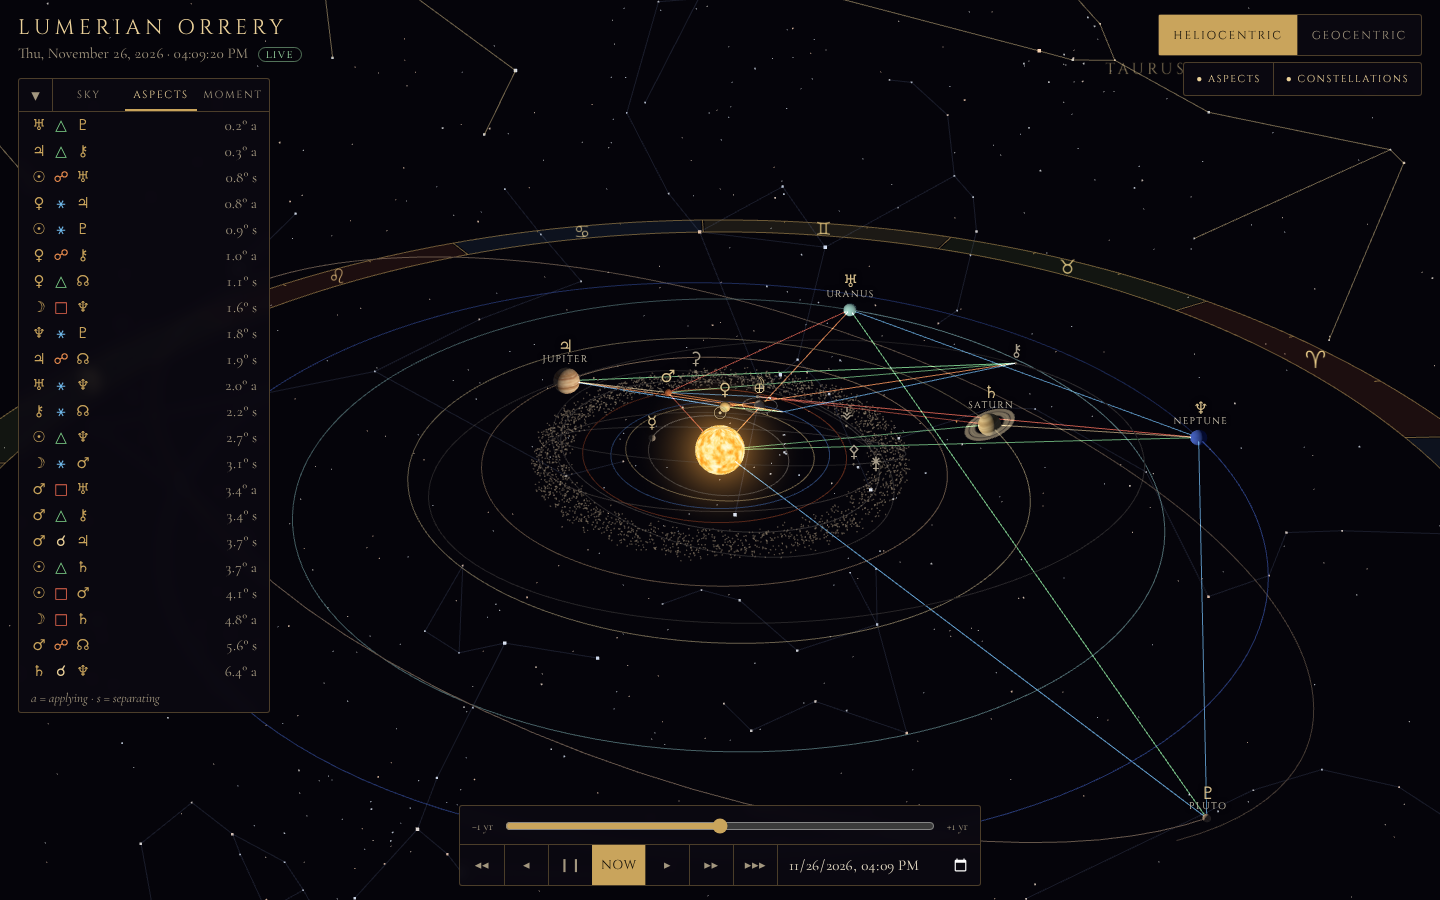 LUMERIAN ORRERY
Thu, November 26, 2026 · 04:09:20 PM LIVE
HELIOCENTRIC GEOCENTRIC
• ASPECTS • CONSTELLATIONS
TAURUS
▼ SKY ASPECTS MOMENT
♅ △ ♇ 0.2° a
♃ △ ⚷ 0.3° a
☉ ☍ ♅ 0.8° s
♀ ⚹ ♃ 0.8° a
☉ ⚹ ♇ 0.9° s
♀ ☍ ⚷ 1.0° a
♀ △ ☊ 1.1° s
☽ □ ♆ 1.6° s
♆ ⚹ ♇ 1.8° s
♃ ☍ ☊ 1.9° s
♅ ⚹ ♆ 2.0° a
⚷ ⚹ ☊ 2.2° s
☉ △ ♆ 2.7° s
☽ ⚹ ♂ 3.1° s
♂ □ ♅ 3.4° s
♂ △ ⚷ 3.4° a
♂ ☌ ♃ 3.7° s
☉ △ ♄ 3.7° a
☉ □ ♂ 4.1° s
☽ □ ♄ 4.8° s
♂ ☍ ☊ 5.6° s
♄ ☌ ♆ 6.4° a
a = applying · s = separating
♋ ♊
♌ ♉
♈
♅
URANUS
♃
JUPITER
⚳
⚷
♂
♀
⊕
♄
SATURN
♆
NEPTUNE
☉
☿
⚶
⚴
⚵
♇
PLUTO
−1 yr +1 yr
◂◂ ◂ ❙❙ NOW ▸ ▸▸ ▸▸▸ 11/26/2026, 04:09 PM